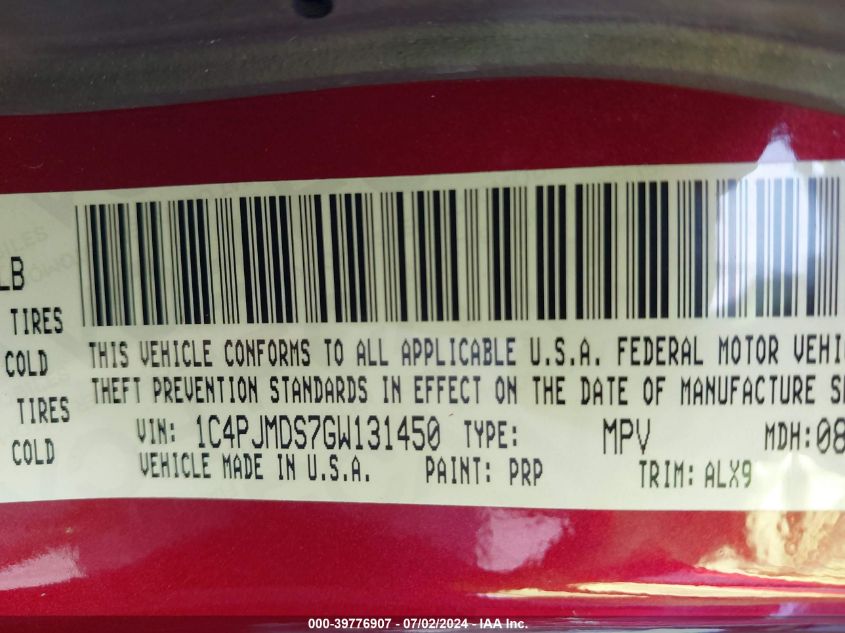 LB
TIRES
COLD
TIRES
COLD
THIS VEHICLE CONFORMS TO ALL APPLICABLE U.S.A. FEDERAL MOTOR VEHI
THEFT PREVENTION STANDARDS IN EFFECT ON THE DATE OF MANUFACTURE S
VIN: 1C4PJMDS7GW131450 TYPE: MPV MDH:08
VEHICLE MADE IN U.S.A. PAINT: PRP TRIM: ALX9
000-39776907 - 07/02/2024 - IAA Inc.